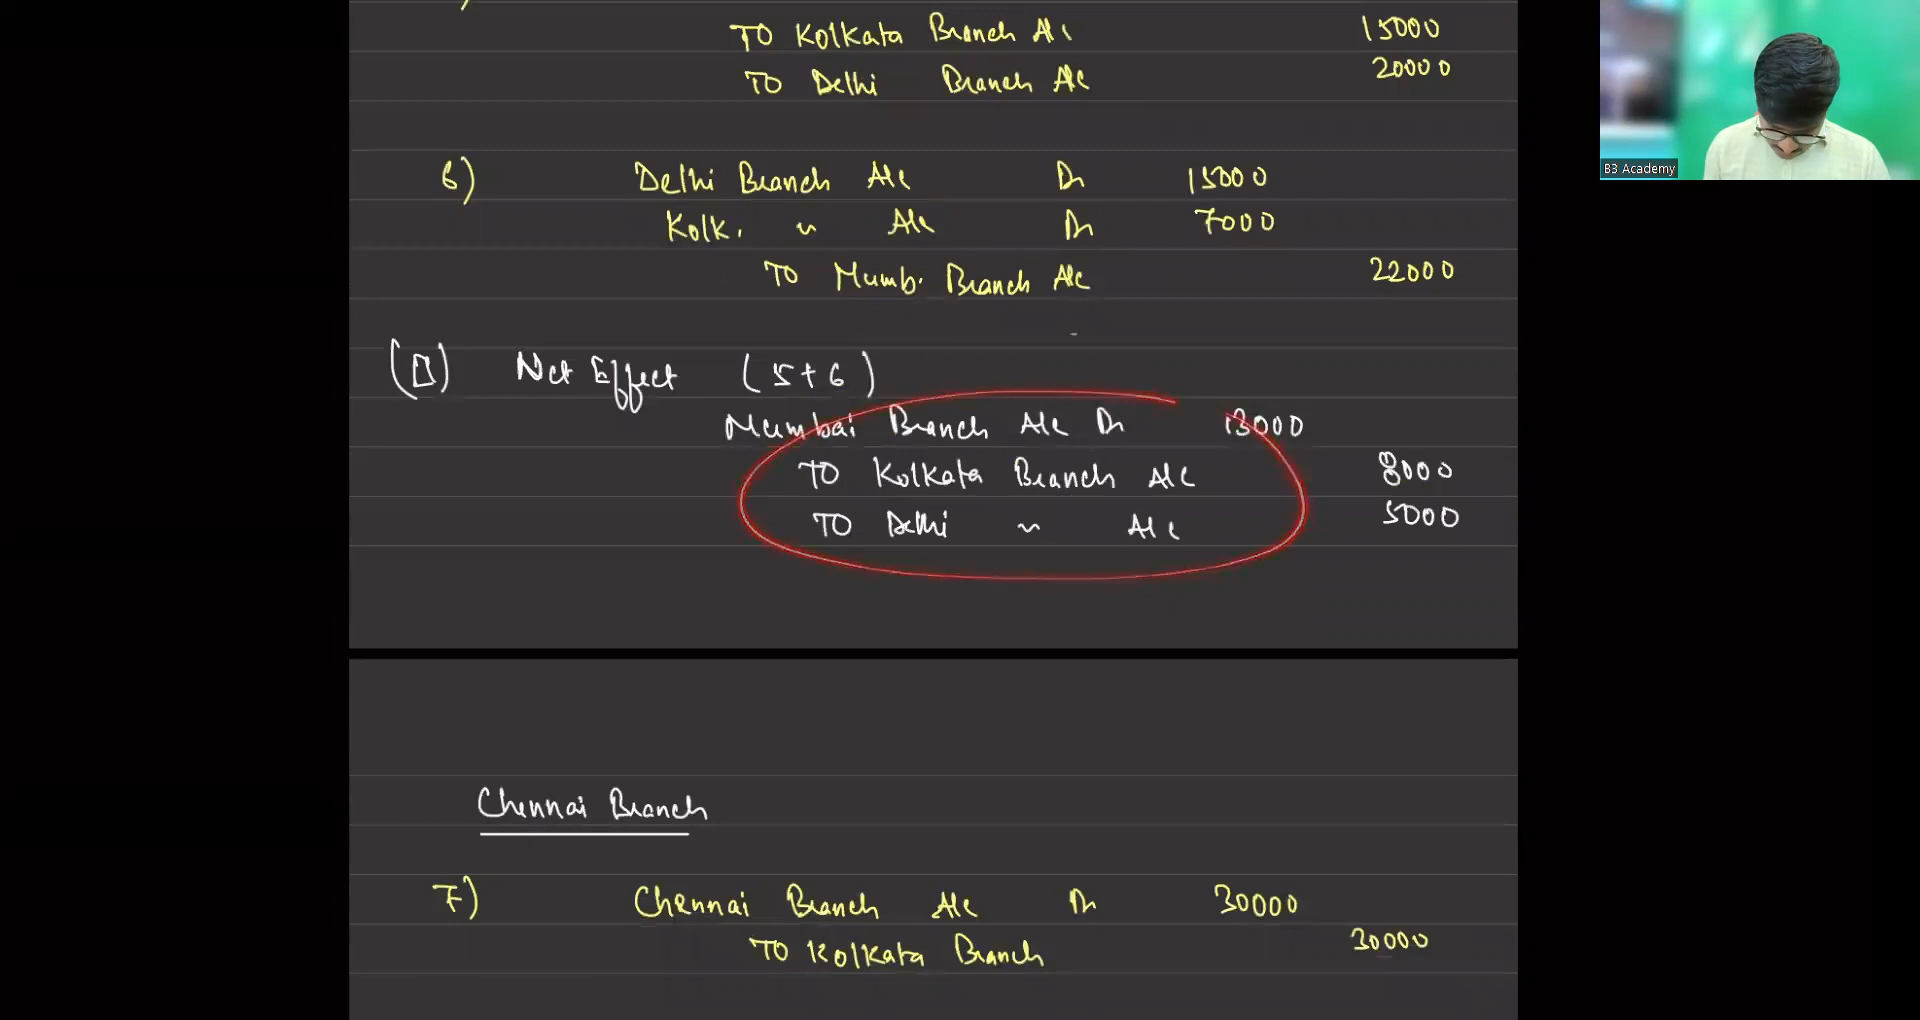 )
TO Kolkata Branch A/c 15000
TO Delhi Branch A/c 20000
6) Delhi Branch A/c Dr 15000
Kolk. " A/c Dr 7000
TO Mumb. Branch A/c 22000
Net Effect (5+6)
Mumbai Branch A/c Dr 13000
TO Kolkata Branch A/c 8000
TO Delhi " A/c 5000
Chennai Branch
7) Chennai Branch A/c Dr 30000
TO Kolkata Branch 30000
B3 Academy